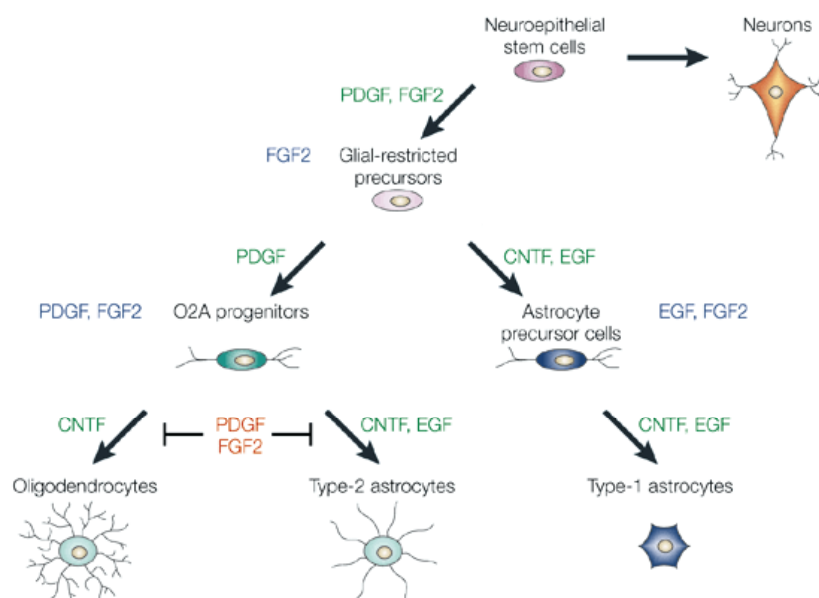 Neuroepithelial
stem cells
Neurons
PDGF, FGF2
FGF2
Glial-restricted
precursors
PDGF
CNTF, EGF
PDGF, FGF2
O2A progenitors
Astrocyte
precursor cells
EGF, FGF2
CNTF
PDGF
FGF2
CNTF, EGF
CNTF, EGF
Oligodendrocytes
Type-2 astrocytes
Type-1 astrocytes